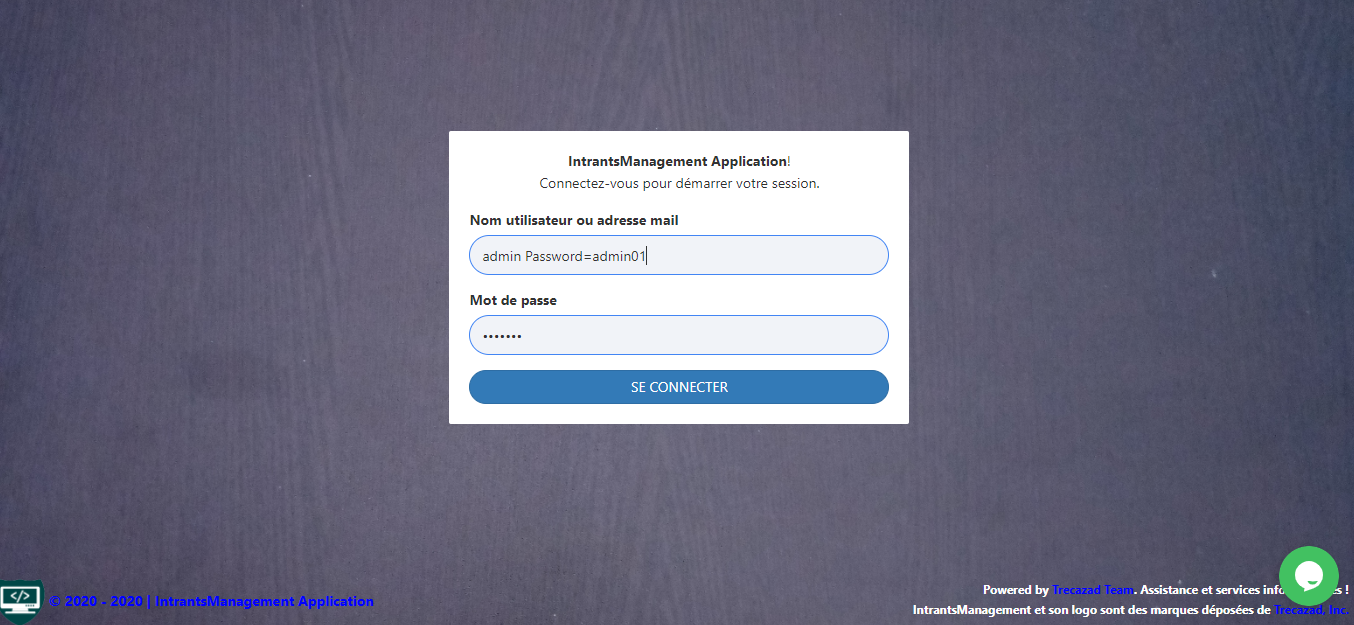 IntrantsManagement Application!
Connectez-vous pour démarrer votre session.
Nom utilisateur ou adresse mail
admin Password=admin01
Mot de passe
•••••••
SE CONNECTER
</> © 2020 - 2020 | IntrantsManagement Application
Powered by Trecazad Team. Assistance et services info s !
IntrantsManagement et son logo sont des marques déposées de Trecazad, Inc.